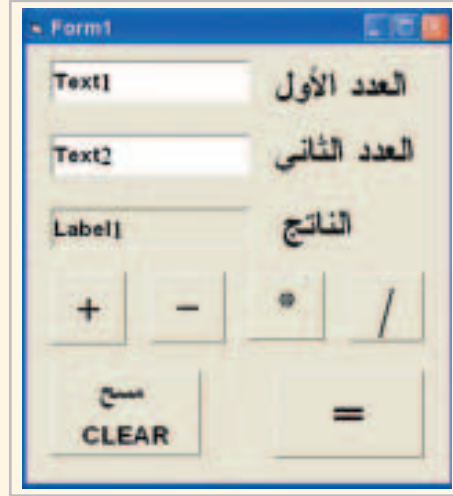 Form1
Text1 العدد الأول
Text2 العدد الثاني
Label1 الناتج
+ - * /
مسح
CLEAR
=